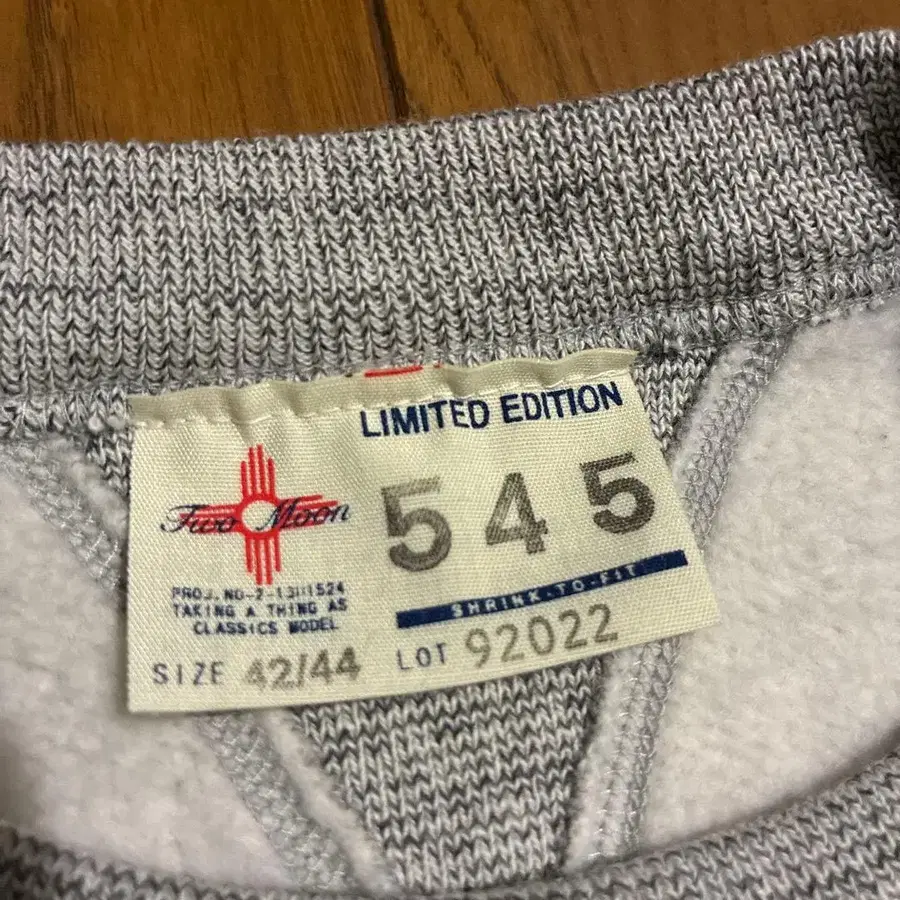 LIMITED EDITION
Two Moon
545
PROJ. NO-2-1311524
TAKING A THING AS
CLASSICS MODEL
SHRINK-TO-FIT
SIZE 42/44
LOT 92022